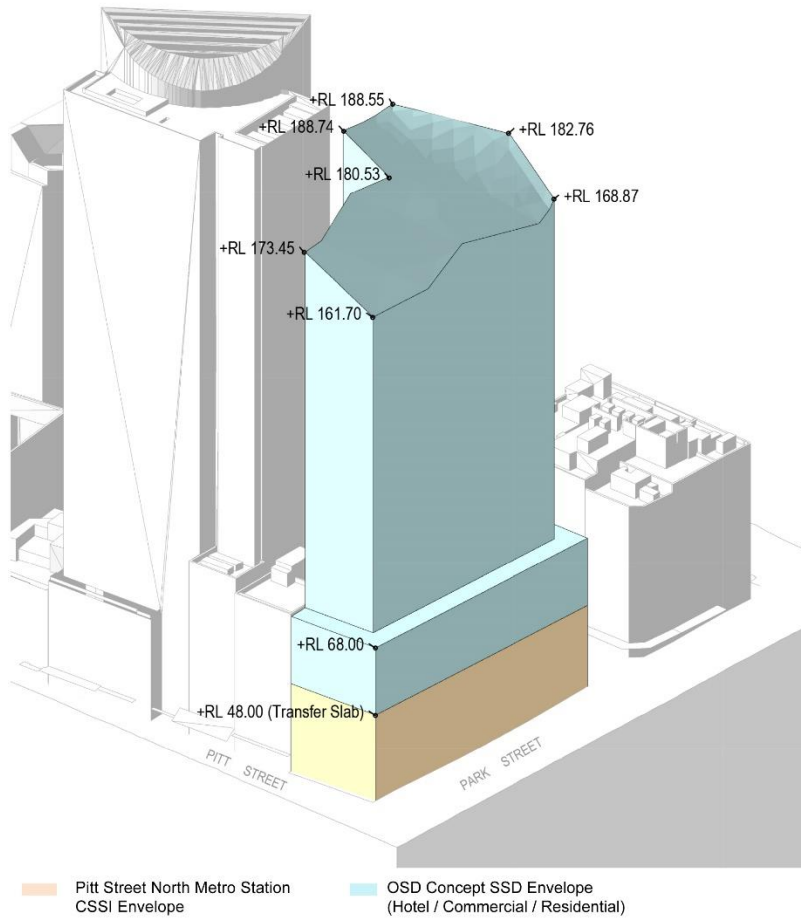 +RL 188.55
+RL 188.74
+RL 182.76
+RL 180.53
+RL 168.87
+RL 173.45
+RL 161.70
+RL 68.00
+RL 48.00 (Transfer Slab)
PITT STREET
PARK STREET
Pitt Street North Metro Station
CSSI Envelope
OSD Concept SSD Envelope
(Hotel / Commercial / Residential)